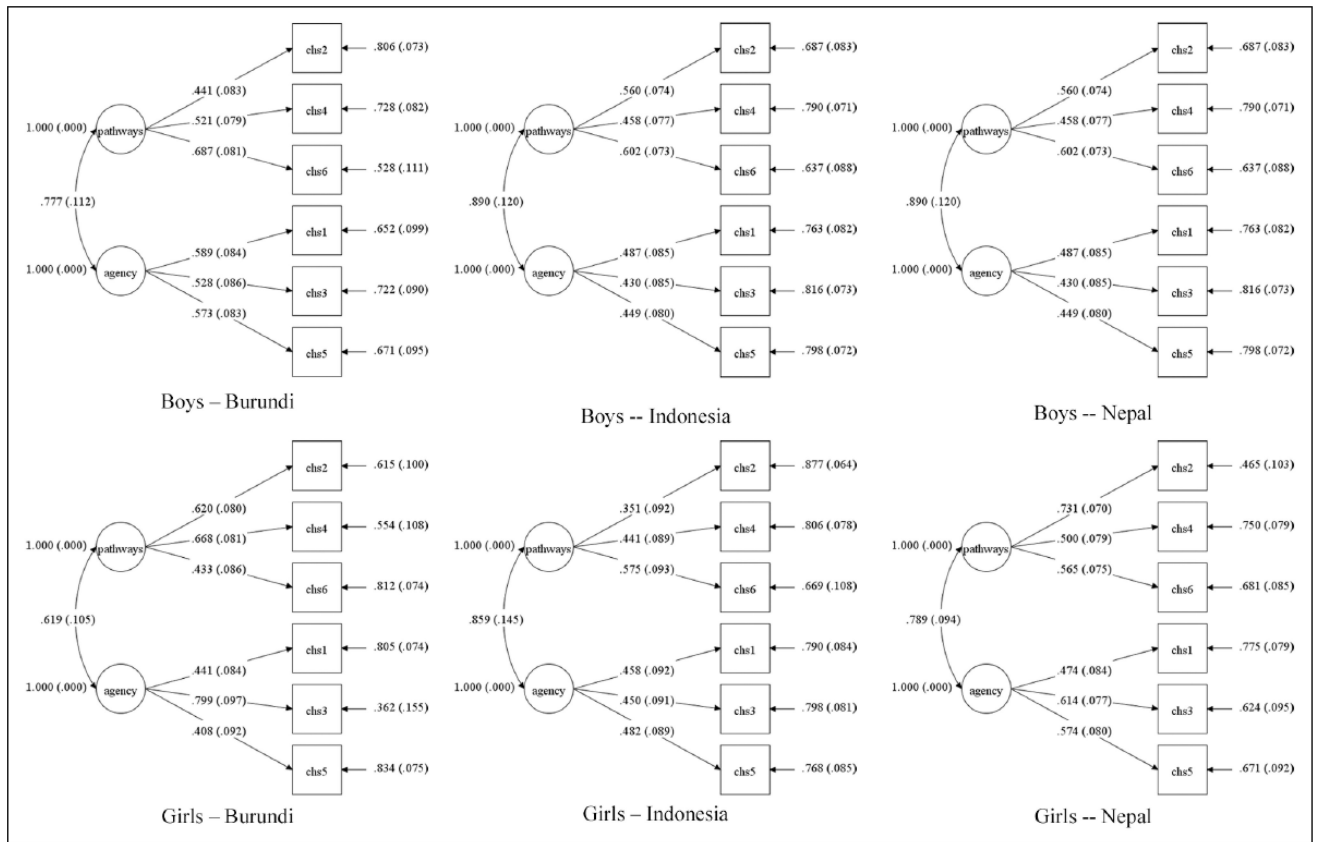 chs2
.806 (.073)
.441 (.083)
chs4
.728 (.082)
.521 (.079)
1.000 (.000)
pathways
.687 (.081)
chs6
.528 (.111)
.777 (.112)
chs1
.652 (.099)
.589 (.084)
1.000 (.000)
agency
.528 (.086)
chs3
.722 (.090)
.573 (.083)
chs5
.671 (.095)
Boys – Burundi
chs2
.687 (.083)
.560 (.074)
chs4
.790 (.071)
.458 (.077)
1.000 (.000)
pathways
.602 (.073)
chs6
.637 (.088)
.890 (.120)
chs1
.763 (.082)
.487 (.085)
1.000 (.000)
agency
.430 (.085)
chs3
.816 (.073)
.449 (.080)
chs5
.798 (.072)
Boys -- Indonesia
chs2
.687 (.083)
.560 (.074)
chs4
.790 (.071)
.458 (.077)
1.000 (.000)
pathways
.602 (.073)
chs6
.637 (.088)
.890 (.120)
chs1
.763 (.082)
.487 (.085)
1.000 (.000)
agency
.430 (.085)
chs3
.816 (.073)
.449 (.080)
chs5
.798 (.072)
Boys -- Nepal
chs2
.615 (.100)
.620 (.080)
chs4
.554 (.108)
.668 (.081)
1.000 (.000)
pathways
.433 (.086)
chs6
.812 (.074)
.619 (.105)
chs1
.805 (.074)
.441 (.084)
1.000 (.000)
agency
.799 (.097)
chs3
.362 (.155)
.408 (.092)
chs5
.834 (.075)
Girls – Burundi
chs2
.877 (.064)
.351 (.092)
chs4
.806 (.078)
.441 (.089)
1.000 (.000)
pathways
.575 (.093)
chs6
.669 (.108)
.859 (.145)
chs1
.790 (.084)
.458 (.092)
1.000 (.000)
agency
.450 (.091)
chs3
.798 (.081)
.482 (.089)
chs5
.768 (.085)
Girls – Indonesia
chs2
.465 (.103)
.731 (.070)
chs4
.750 (.079)
.500 (.079)
1.000 (.000)
pathways
.565 (.075)
chs6
.681 (.085)
.789 (.094)
chs1
.775 (.079)
.474 (.084)
1.000 (.000)
agency
.614 (.077)
chs3
.624 (.095)
.574 (.080)
chs5
.671 (.092)
Girls -- Nepal